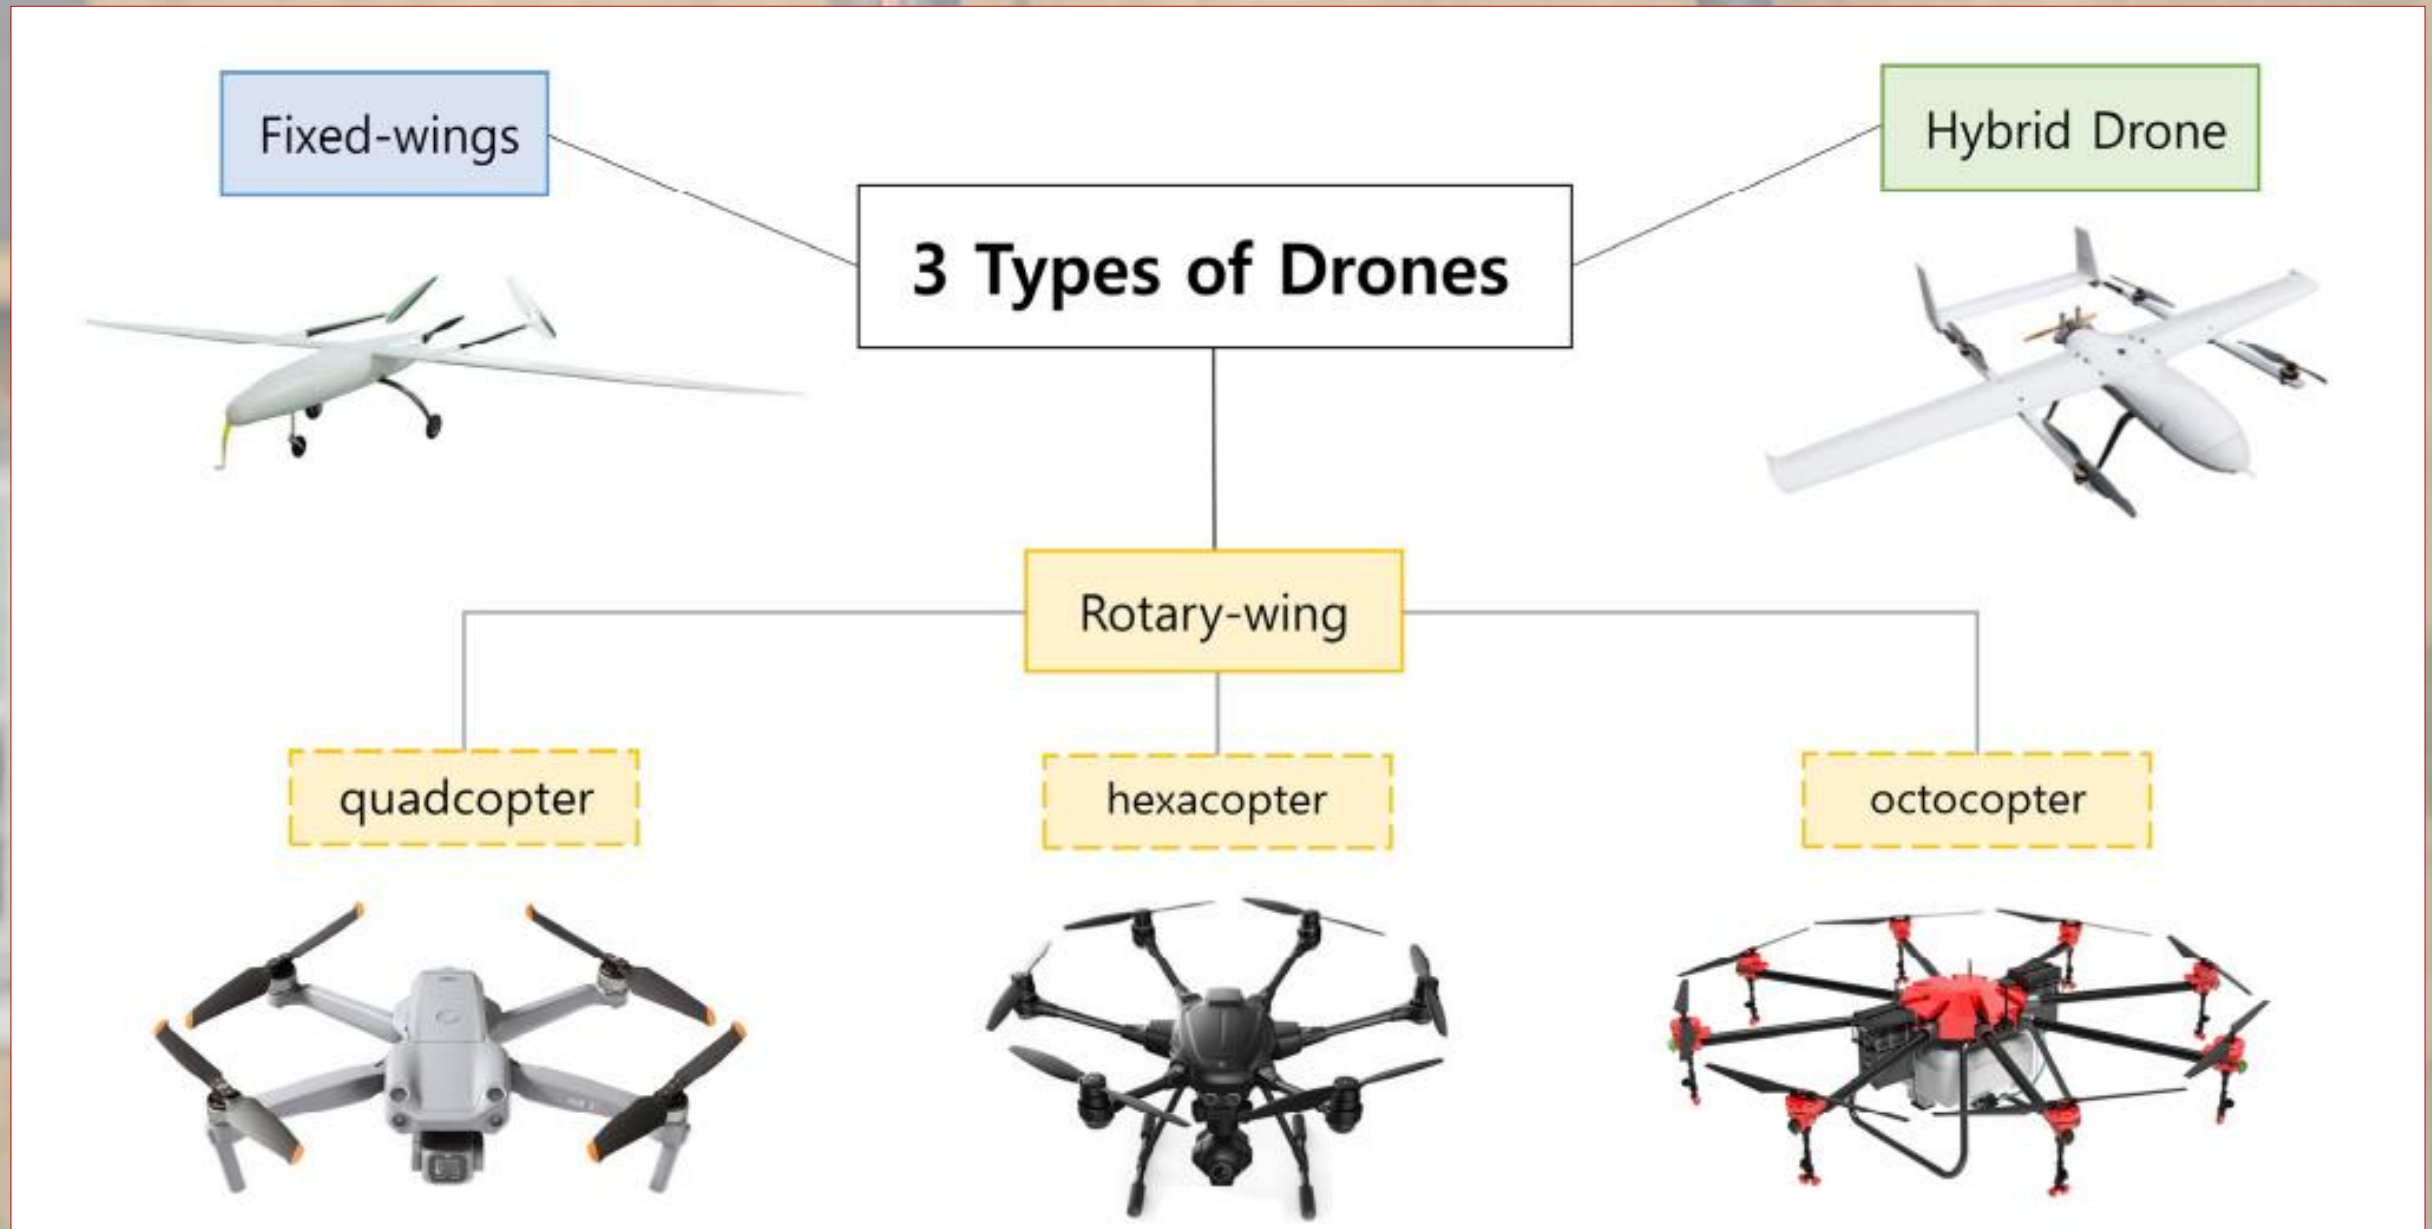 Fixed-wings
Hybrid Drone
3 Types of Drones
Rotary-wing
quadcopter
hexacopter
octocopter